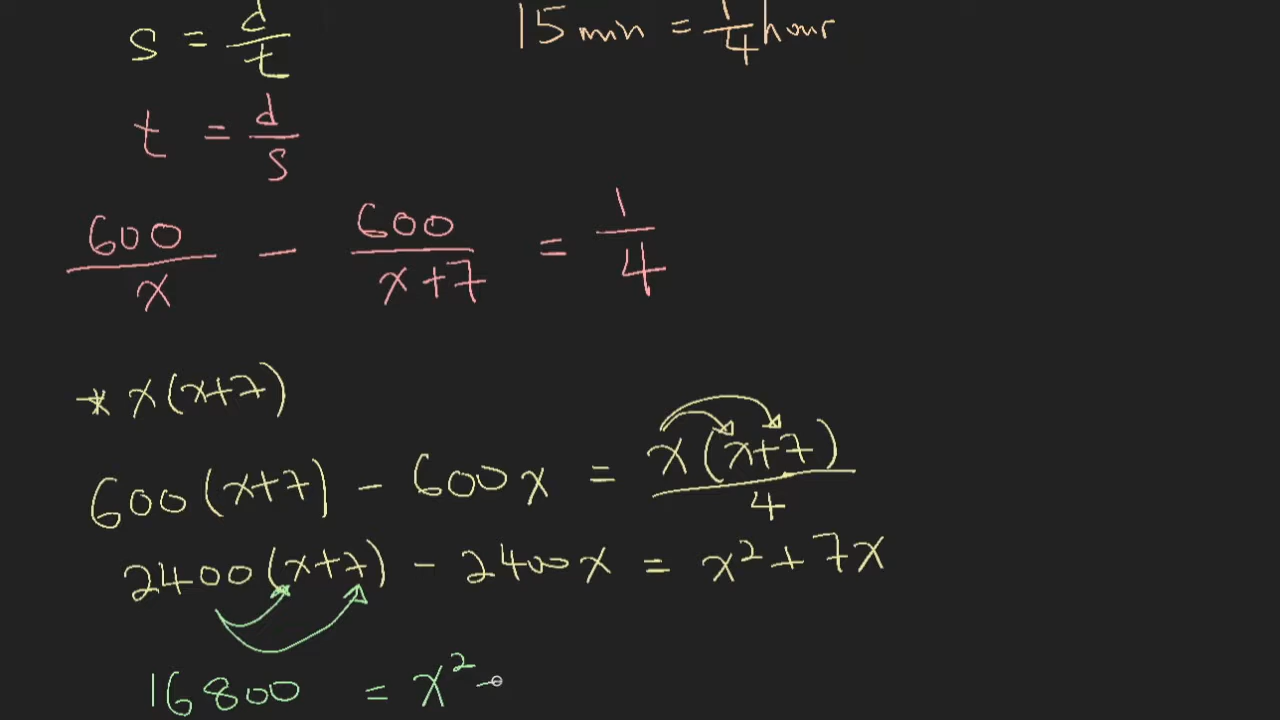 s = d/t
15 min = 1/4 hour
t = d/s
600/x - 600/x+7 = 1/4
* x(x+7)
600(x+7) - 600x = x(x+7)/4
2400(x+7) - 2400x = x² + 7x
16800 = x² -